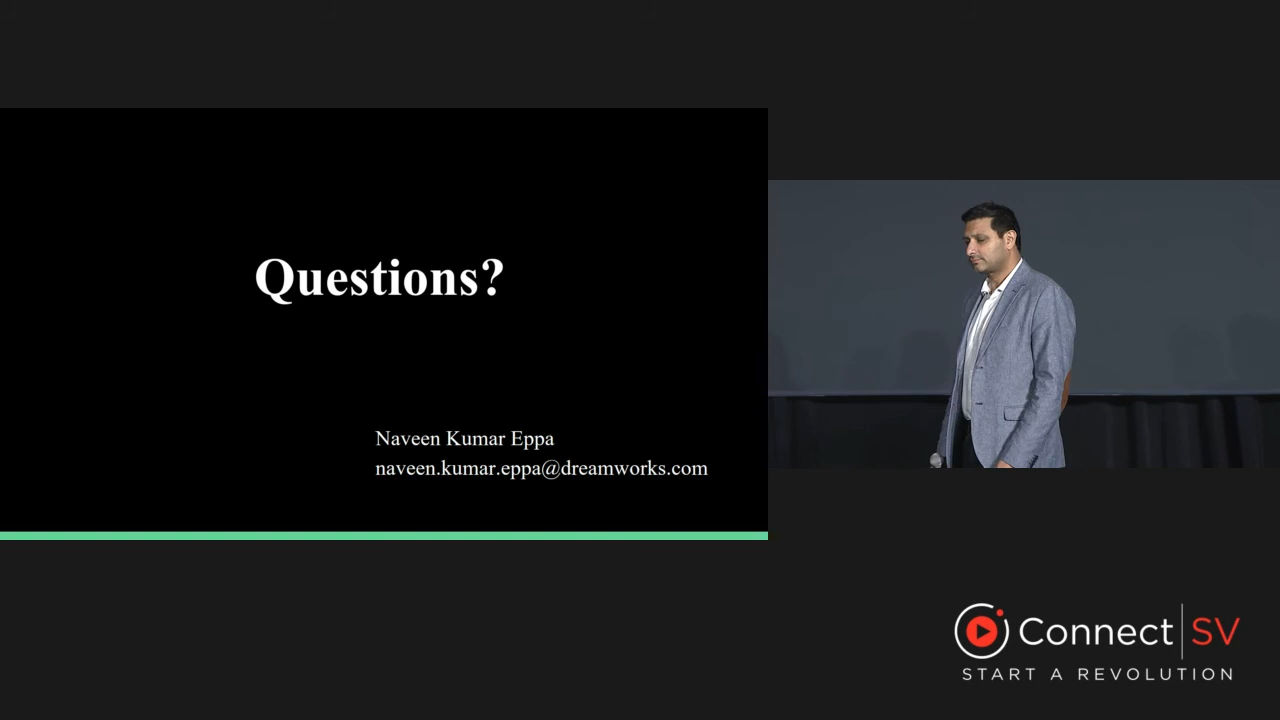 Questions?
Naveen Kumar Eppa
naveen.kumar.eppa@dreamworks.com
Connect SV
START A REVOLUTION